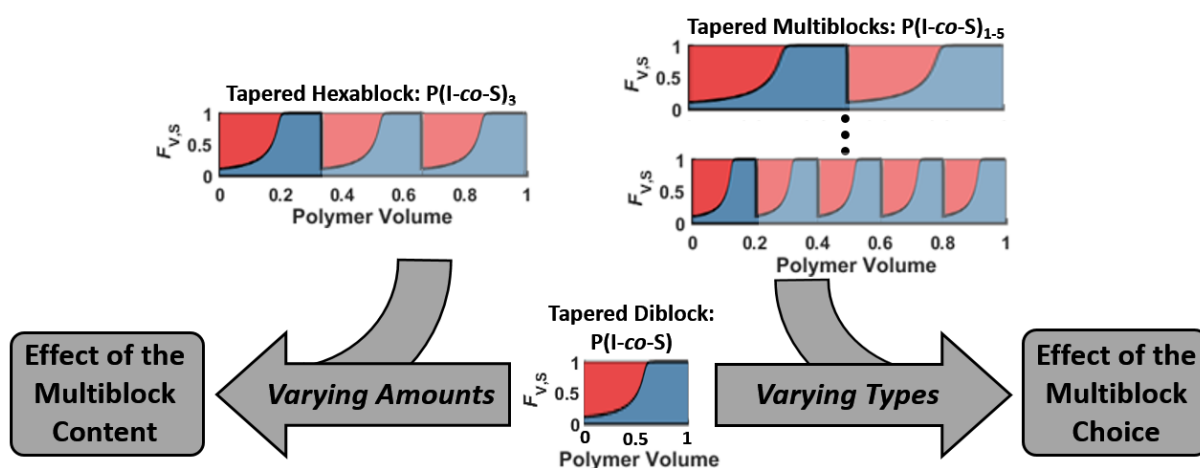 Tapered Multiblocks: P(I-co-S)1-5
1
0.5
0
FV,S
Tapered Hexablock: P(I-co-S)3
1
0.5
0
FV,S
0 0.2 0.4 0.6 0.8 1
Polymer Volume
1
0.5
0
FV,S
0 0.2 0.4 0.6 0.8 1
Polymer Volume
Tapered Diblock:
P(I-co-S)
1
0.5
0
FV,S
0 0.5 1
Polymer Volume
Effect of the
Multiblock
Content
Varying Amounts
Varying Types
Effect of the
Multiblock
Choice